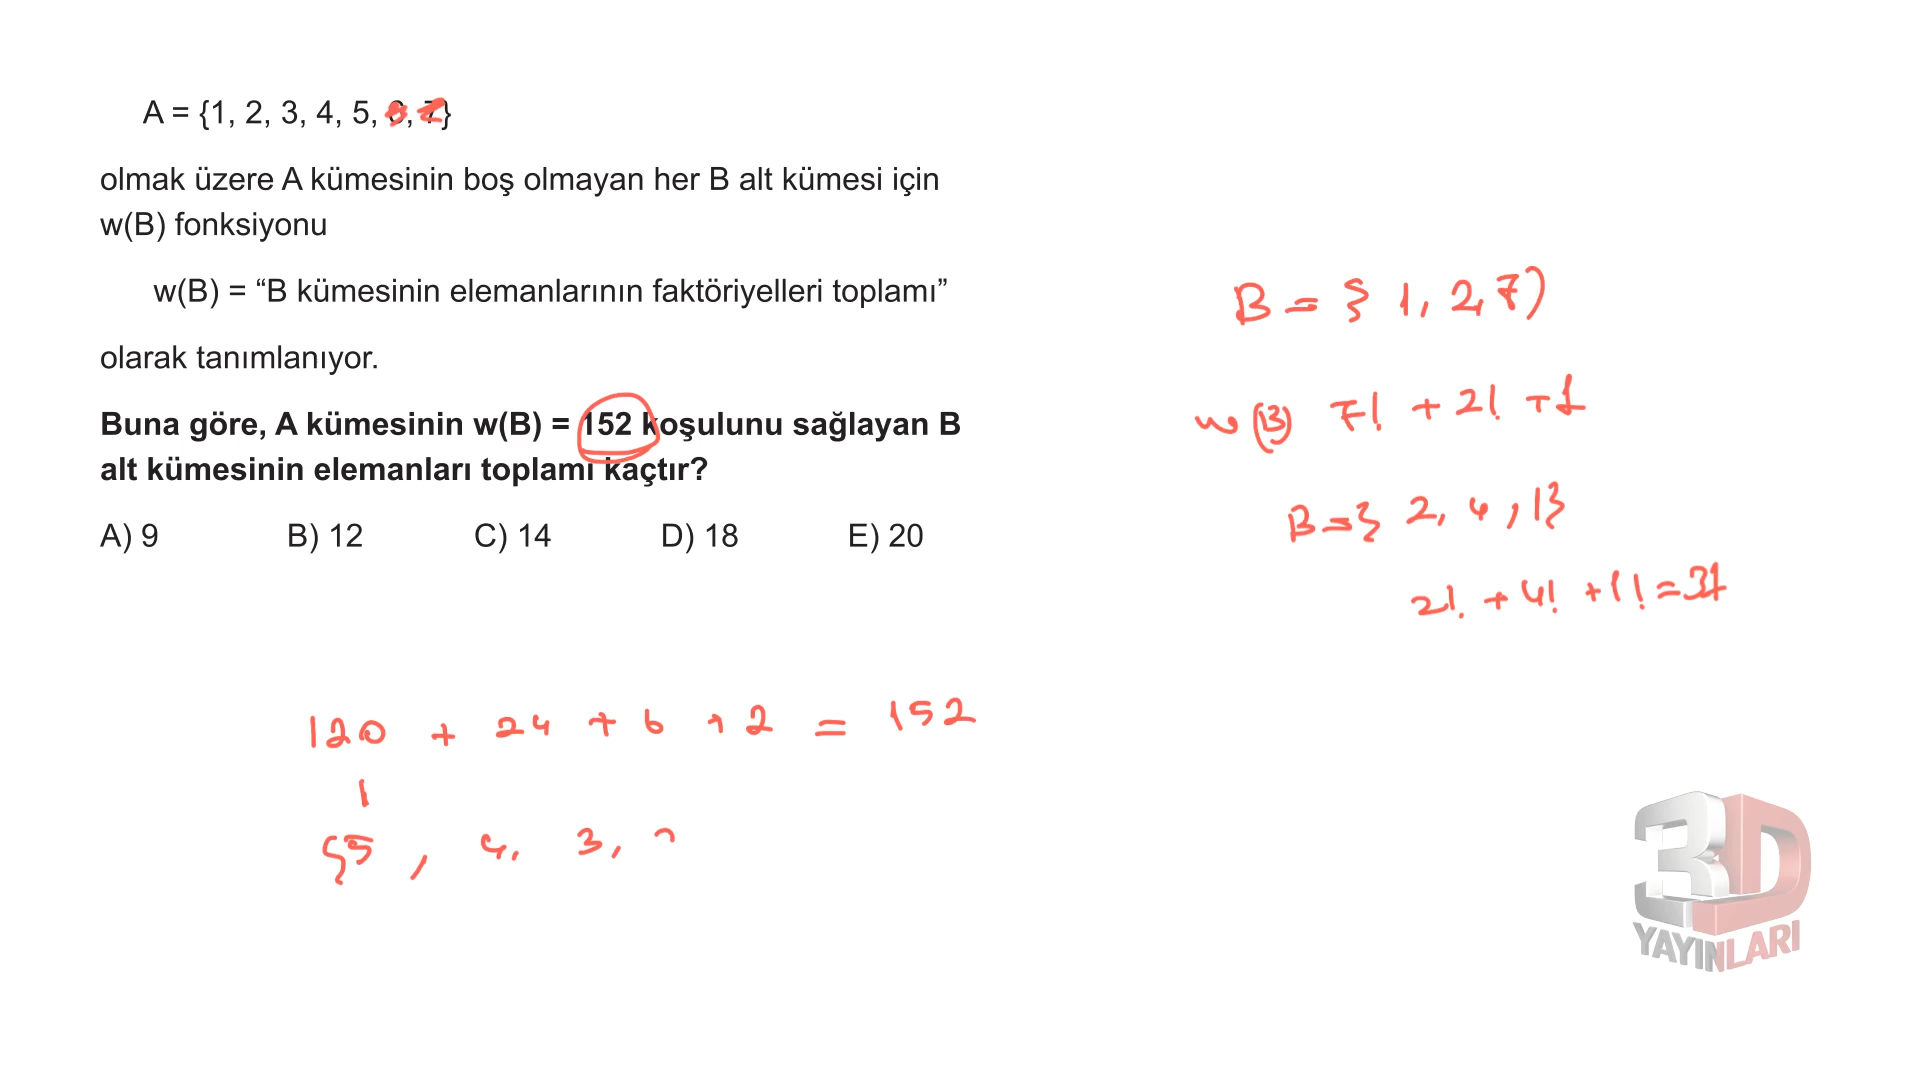 A = {1, 2, 3, 4, 5, 6, 7}
olmak üzere A kümesinin boş olmayan her B alt kümesi için
w(B) fonksiyonu
w(B) = “B kümesinin elemanlarının faktöriyelleri toplamı”
olarak tanımlanıyor.
Buna göre, A kümesinin w(B) = 152 koşulunu sağlayan B
alt kümesinin elemanları toplamı kaçtır?
A) 9 B) 12 C) 14 D) 18 E) 20
B = { 1, 2, 7}
w(B) 7! + 2! + 1
B = { 2, 4, 1}
2! + 4! + 1! = 31
120 + 24 + 6 + 2 = 152
{5, 4, 3,
3D
YAYINLARI